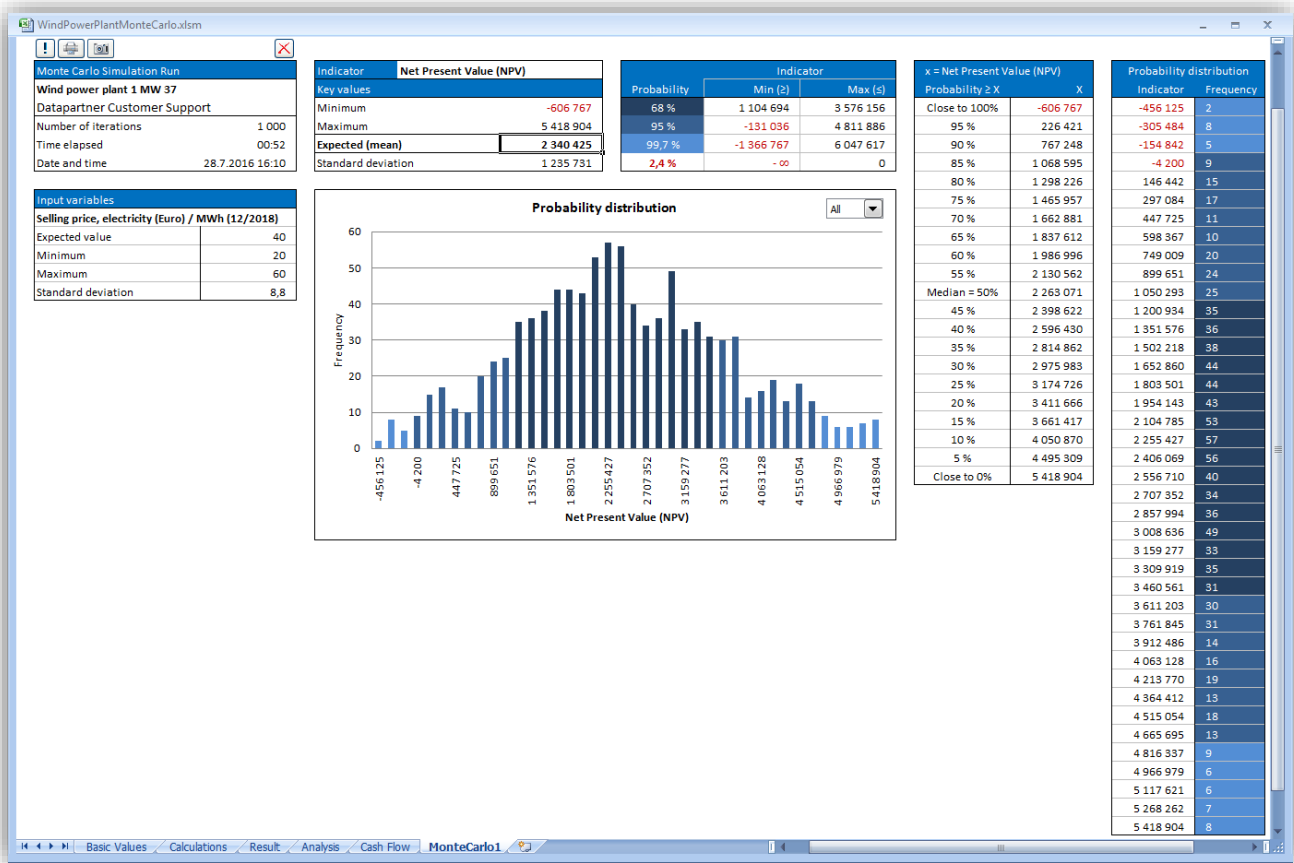 WindPowerPlantMonteCarlo.xlsm
Monte Carlo Simulation Run
Wind power plant 1 MW 37
Datapartner Customer Support
Number of iterations 1 000
Time elapsed 00:52
Date and time 28.7.2016 16:10
Input variables
Selling price, electricity (Euro) / MWh (12/2018)
Expected value 40
Minimum 20
Maximum 60
Standard deviation 8,8
Indicator Net Present Value (NPV)
Key values
Minimum -606 767
Maximum 5 418 904
Expected (mean) 2 340 425
Standard deviation 1 235 731
Indicator
Probability Min (≥) Max (≤)
68 % 1 104 694 3 576 156
95 % -131 036 4 811 886
99,7 % -1 366 767 6 047 617
2,4 % - ∞ 0
Probability distribution
All
60
50
40
30
20
10
0
Frequency
-456 125
-4 200
447 725
899 651
1 351 576
1 803 501
2 255 427
2 707 352
3 159 277
3 611 203
4 063 128
4 515 054
4 966 979
5 418 904
Net Present Value (NPV)
x = Net Present Value (NPV)
Probability ≥ X X
Close to 100% -606 767
95 % 226 421
90 % 767 248
85 % 1 068 595
80 % 1 298 226
75 % 1 465 957
70 % 1 662 881
65 % 1 837 612
60 % 1 986 996
55 % 2 130 562
Median = 50% 2 263 071
45 % 2 398 622
40 % 2 596 430
35 % 2 814 862
30 % 2 975 983
25 % 3 174 726
20 % 3 411 666
15 % 3 661 417
10 % 4 050 870
5 % 4 495 309
Close to 0% 5 418 904
Probability distribution
Indicator Frequency
-456 125 2
-305 484 8
-154 842 5
-4 200 9
146 442 15
297 084 17
447 725 11
598 367 10
749 009 20
899 651 24
1 050 293 25
1 200 934 35
1 351 576 36
1 502 218 38
1 652 860 44
1 803 501 44
1 954 143 43
2 104 785 53
2 255 427 57
2 406 069 56
2 556 710 40
2 707 352 34
2 857 994 36
3 008 636 49
3 159 277 33
3 309 919 35
3 460 561 31
3 611 203 30
3 761 845 31
3 912 486 14
4 063 128 16
4 213 770 19
4 364 412 13
4 515 054 18
4 665 695 13
4 816 337 9
4 966 979 6
5 117 621 6
5 268 262 7
5 418 904 8
Basic Values Calculations Result Analysis Cash Flow MonteCarlo1